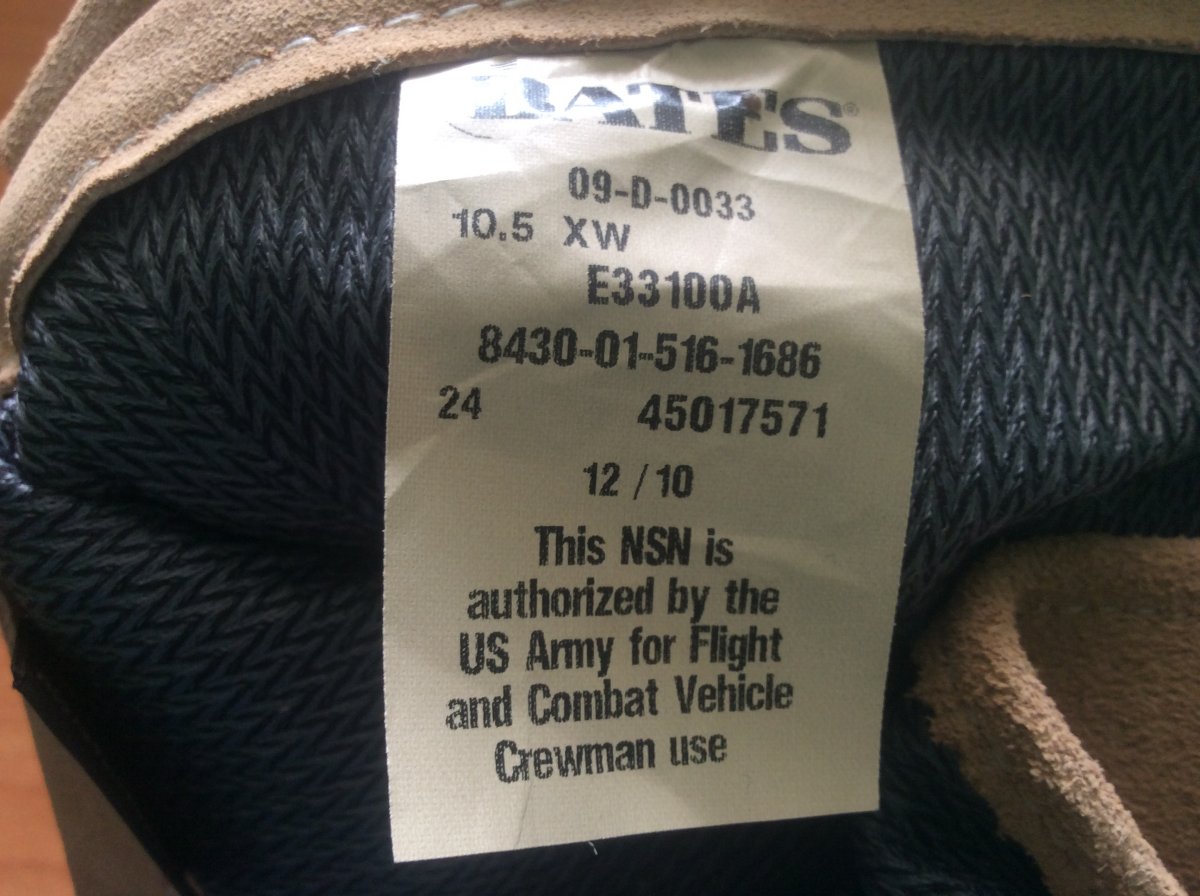 BATES®
09-D-0033
10.5 XW
E33100A
8430-01-516-1686
24 45017571
12 / 10
This NSN is
authorized by the
US Army for Flight
and Combat Vehicle
Crewman use